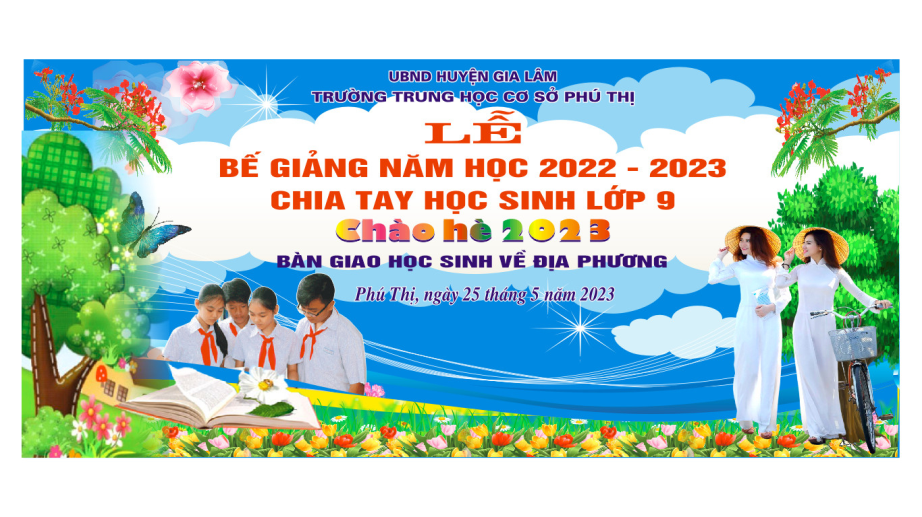 UBND HUYỆN GIA LÂM
TRƯỜNG TRUNG HỌC CƠ SỞ PHÚ THỊ
LỄ
BẾ GIẢNG NĂM HỌC 2022 - 2023
CHIA TAY HỌC SINH LỚP 9
Chào hè 2023
BÀN GIAO HỌC SINH VỀ ĐỊA PHƯƠNG
Phú Thị, ngày 25 tháng 5 năm 2023